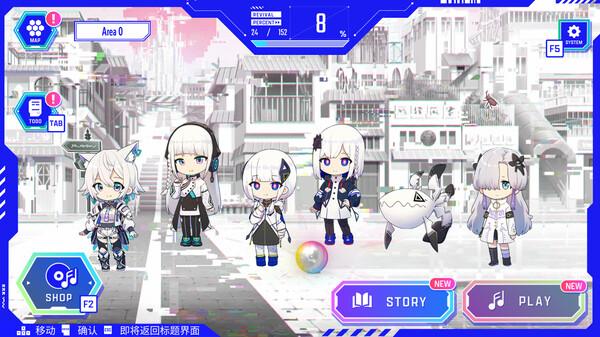 MAP
!
Area 0
REVIVAL
PERCENT
24 / 152
8
%
SYSTEM
F5
TODO
!
TAB
SHOP
F2
STORY
NEW
PLAY
NEW
移动
确认
即将返回标题界面